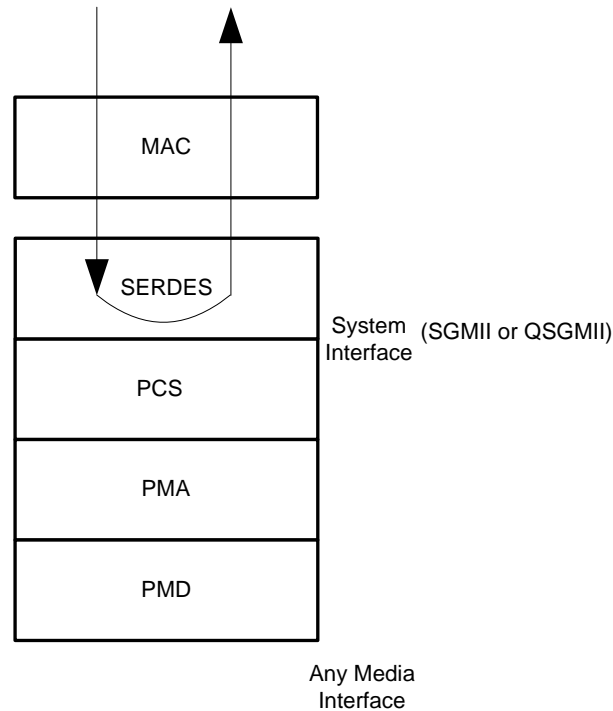 MAC
SERDES
System
Interface
(SGMII or QSGMII)
PCS
PMA
PMD
Any Media
Interface